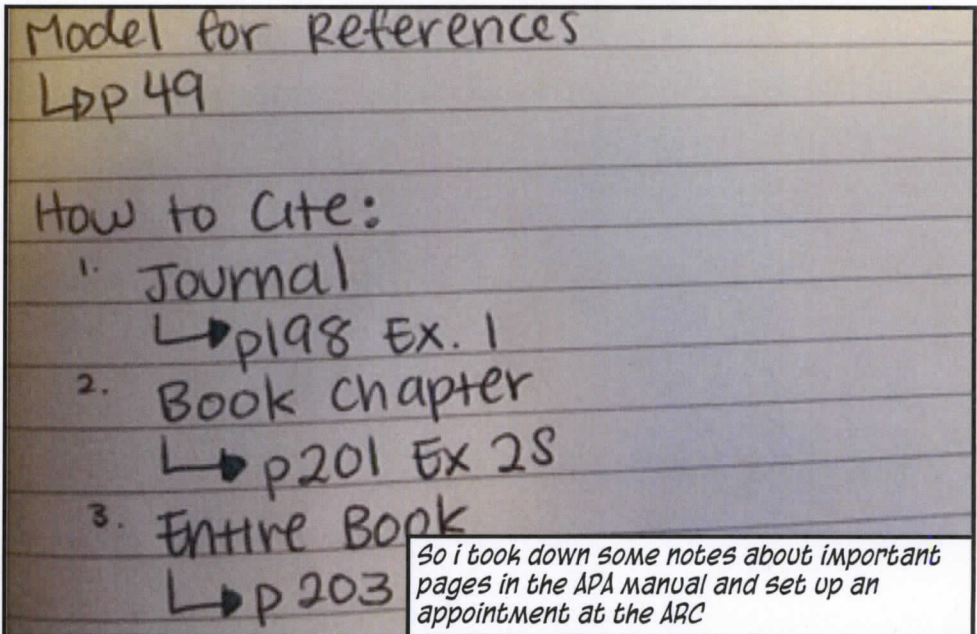 Model for References
↳p 49
How to Cite:
1. Journal
↳p198 Ex. 1
2. Book Chapter
↳p201 Ex 25
3. Entire Book
↳p 203
So i took down some notes about important
pages in the APA manual and set up an
appointment at the ARC